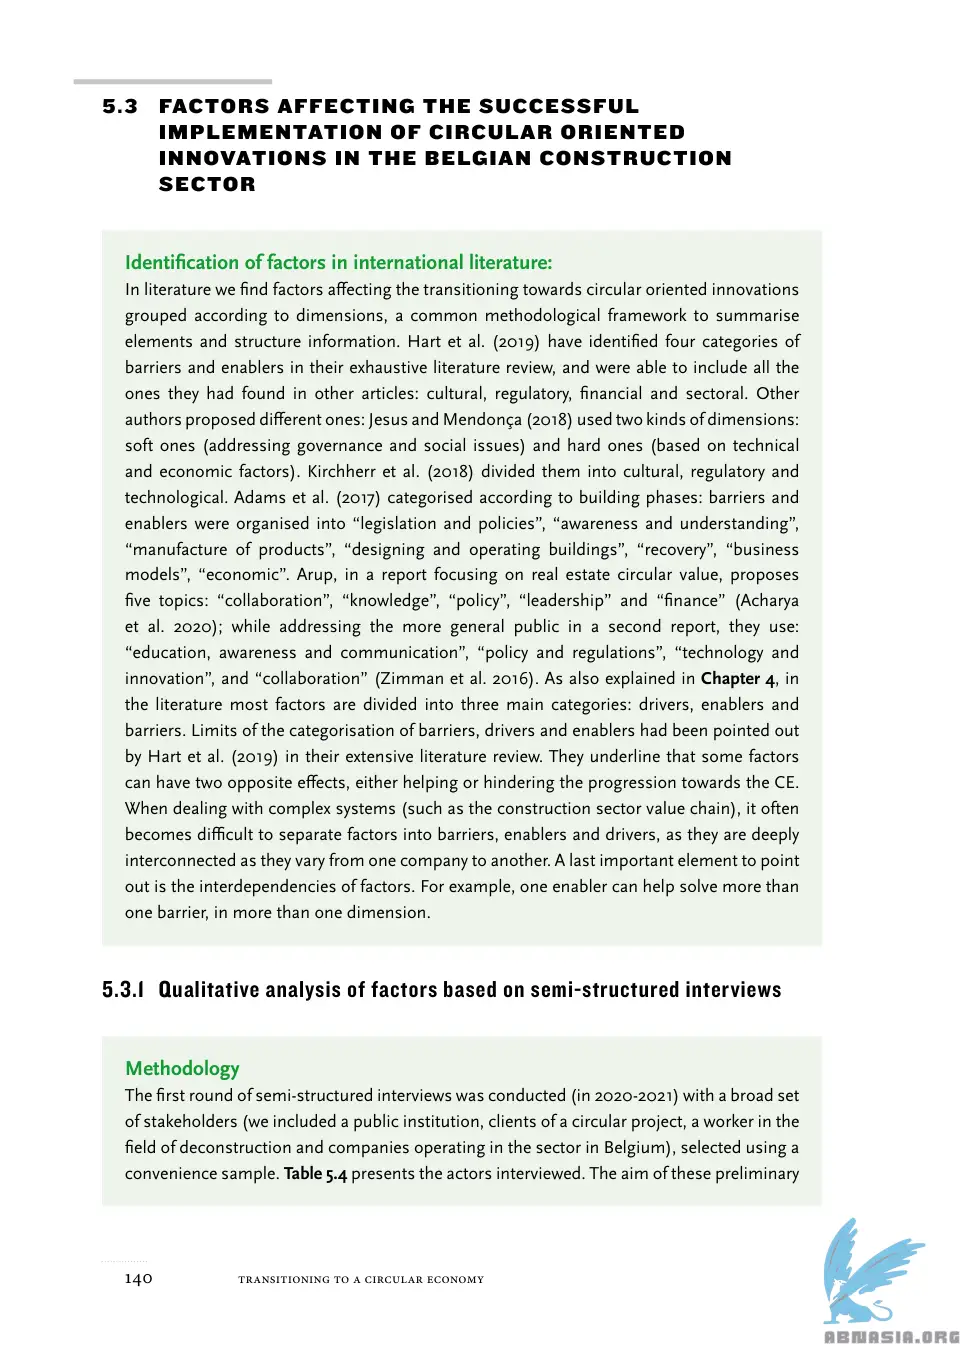 5.3 FACTORS AFFECTING THE SUCCESSFUL
IMPLEMENTATION OF CIRCULAR ORIENTED
INNOVATIONS IN THE BELGIAN CONSTRUCTION
SECTOR
Identification of factors in international literature:
In literature we find factors affecting the transitioning towards circular oriented innovations
grouped according to dimensions, a common methodological framework to summarise
elements and structure information. Hart et al. (2019) have identified four categories of
barriers and enablers in their exhaustive literature review, and were able to include all the
ones they had found in other articles: cultural, regulatory, financial and sectoral. Other
authors proposed different ones: Jesus and Mendonça (2018) used two kinds of dimensions:
soft ones (addressing governance and social issues) and hard ones (based on technical
and economic factors). Kirchherr et al. (2018) divided them into cultural, regulatory and
technological. Adams et al. (2017) categorised according to building phases: barriers and
enablers were organised into “legislation and policies”, “awareness and understanding”,
“manufacture of products”, “designing and operating buildings”, “recovery”, “business
models”, “economic”. Arup, in a report focusing on real estate circular value, proposes
five topics: “collaboration”, “knowledge”, “policy”, “leadership” and “finance” (Acharya
et al. 2020); while addressing the more general public in a second report, they use:
“education, awareness and communication”, “policy and regulations”, “technology and
innovation”, and “collaboration” (Zimman et al. 2016). As also explained in Chapter 4, in
the literature most factors are divided into three main categories: drivers, enablers and
barriers. Limits of the categorisation of barriers, drivers and enablers had been pointed out
by Hart et al. (2019) in their extensive literature review. They underline that some factors
can have two opposite effects, either helping or hindering the progression towards the CE.
When dealing with complex systems (such as the construction sector value chain), it often
becomes difficult to separate factors into barriers, enablers and drivers, as they are deeply
interconnected as they vary from one company to another. A last important element to point
out is the interdependencies of factors. For example, one enabler can help solve more than
one barrier, in more than one dimension.
5.3.1 Qualitative analysis of factors based on semi-structured interviews
Methodology
The first round of semi-structured interviews was conducted (in 2020-2021) with a broad set
of stakeholders (we included a public institution, clients of a circular project, a worker in the
field of deconstruction and companies operating in the sector in Belgium), selected using a
convenience sample. Table 5.4 presents the actors interviewed. The aim of these preliminary
140 TRANSITIONING TO A CIRCULAR ECONOMY
ABNASIA.ORG